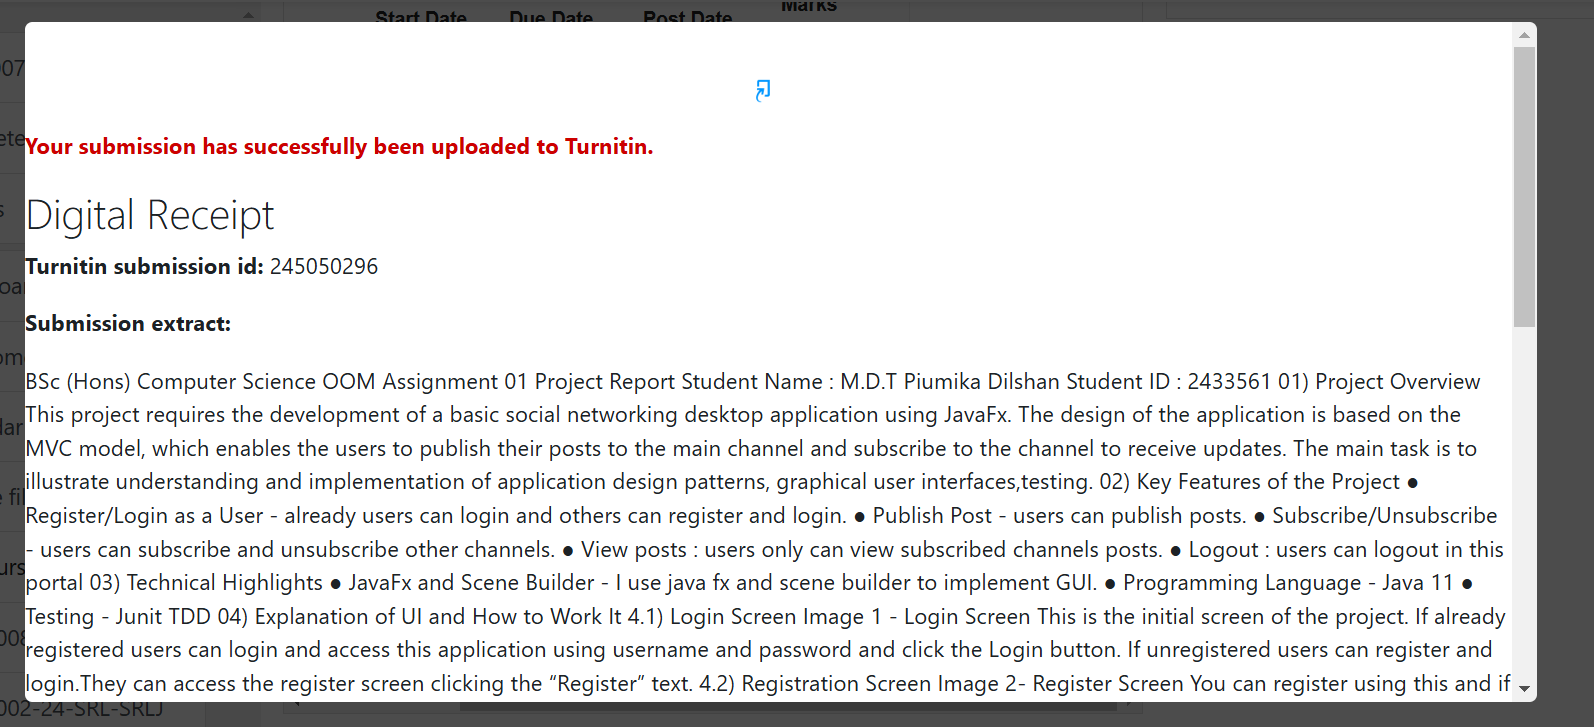 Start Date Due Date Post Date Marks
Your submission has successfully been uploaded to Turnitin.
Digital Receipt
Turnitin submission id: 245050296
Submission extract:
BSc (Hons) Computer Science OOM Assignment 01 Project Report Student Name : M.D.T Piumika Dilshan Student ID : 2433561 01) Project Overview
This project requires the development of a basic social networking desktop application using JavaFx. The design of the application is based on the
MVC model, which enables the users to publish their posts to the main channel and subscribe to the channel to receive updates. The main task is to
illustrate understanding and implementation of application design patterns, graphical user interfaces,testing. 02) Key Features of the Project ●
Register/Login as a User - already users can login and others can register and login. ● Publish Post - users can publish posts. ● Subscribe/Unsubscribe
- users can subscribe and unsubscribe other channels. ● View posts : users only can view subscribed channels posts. ● Logout : users can logout in this
portal 03) Technical Highlights ● JavaFx and Scene Builder - I use java fx and scene builder to implement GUI. ● Programming Language - Java 11 ●
Testing - Junit TDD 04) Explanation of UI and How to Work It 4.1) Login Screen Image 1 - Login Screen This is the initial screen of the project. If already
registered users can login and access this application using username and password and click the Login button. If unregistered users can register and
login.They can access the register screen clicking the “Register” text. 4.2) Registration Screen Image 2- Register Screen You can register using this and if
002-24-SRL-SRLJ